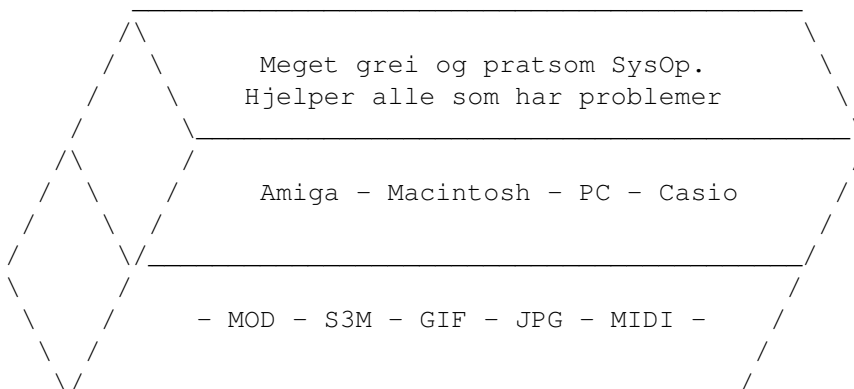 Meget grei og pratsom SysOp.
Hjelper alle som har problemer
Amiga - Macintosh - PC - Casio
- MOD - S3M - GIF - JPG - MIDI -